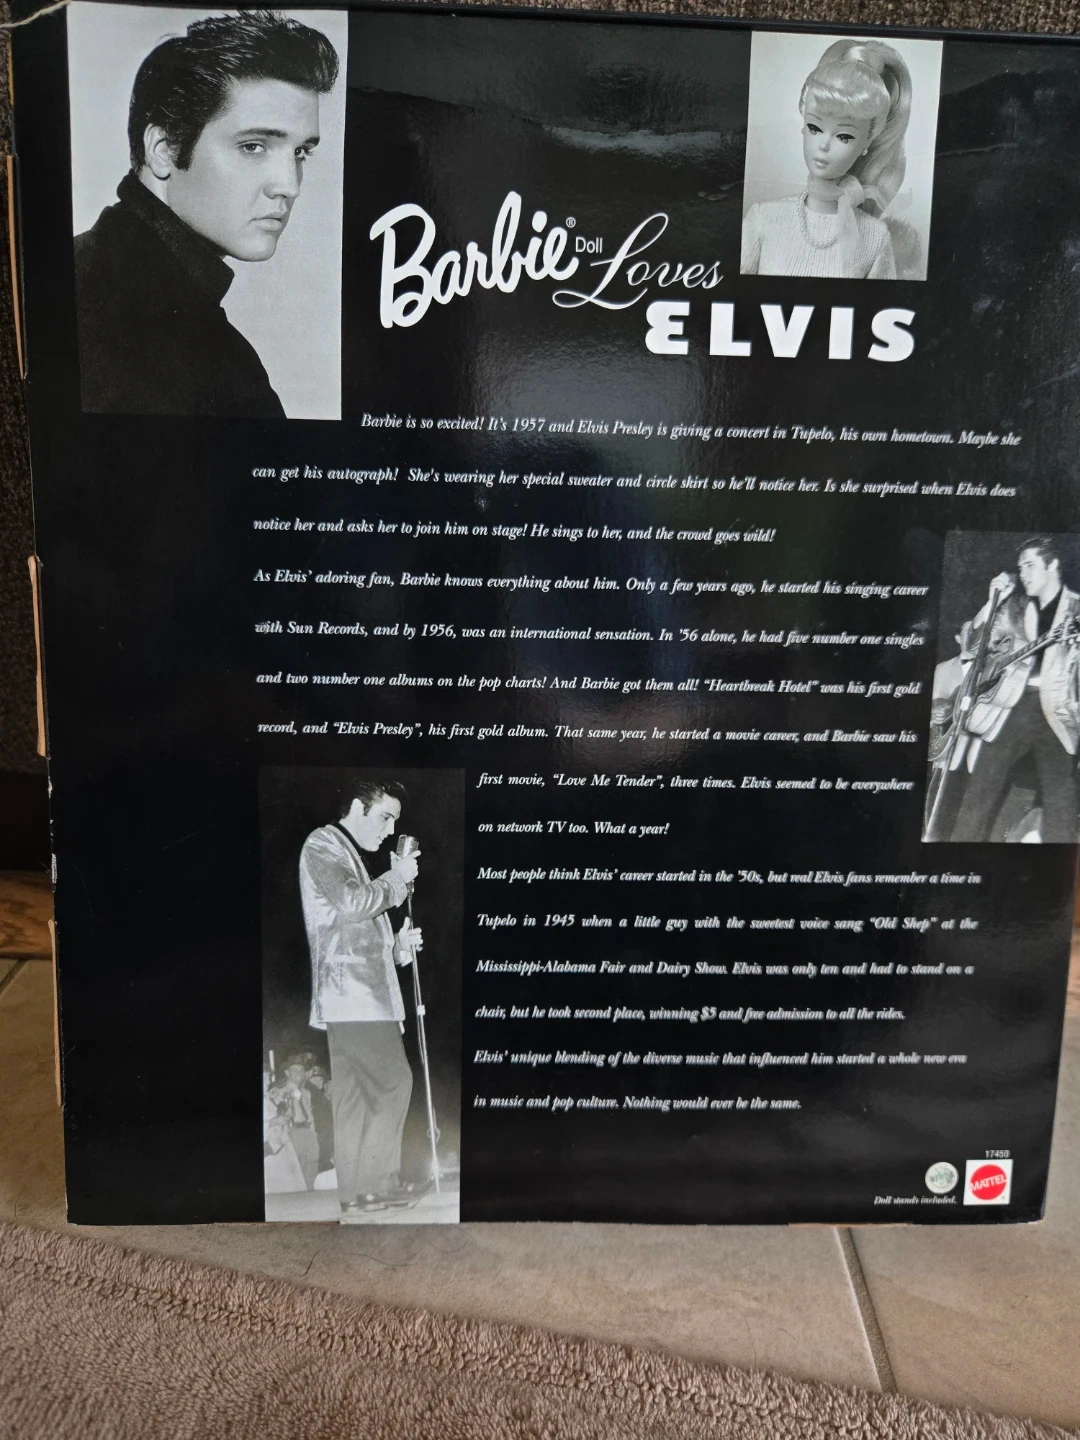 Barbie® Doll Loves
ELVIS
Barbie is so excited! It's 1957 and Elvis Presley is giving a concert in Tupelo, his own hometown. Maybe she
can get his autograph! She's wearing her special sweater and circle skirt so he'll notice her. Is she surprised when Elvis does
notice her and asks her to join him on stage! He sings to her, and the crowd goes wild!
As Elvis' adoring fan, Barbie knows everything about him. Only a few years ago, he started his singing career
with Sun Records, and by 1956, was an international sensation. In '56 alone, he had five number one singles
and two number one albums on the pop charts! And Barbie got them all! “Heartbreak Hotel” was his first gold
record, and “Elvis Presley”, his first gold album. That same year, he started a movie career, and Barbie saw his
first movie, “Love Me Tender”, three times. Elvis seemed to be everywhere
on network TV too. What a year!
Most people think Elvis' career started in the '50s, but real Elvis fans remember a time in
Tupelo in 1945 when a little guy with the sweetest voice sang “Old Shep” at the
Mississippi-Alabama Fair and Dairy Show. Elvis was only ten and had to stand on a
chair, but he took second place, winning $5 and free admission to all the rides.
Elvis' unique blending of the diverse music that influenced him started a whole new era
in music and pop culture. Nothing would ever be the same.
17450
MATTEL
Doll stands included.